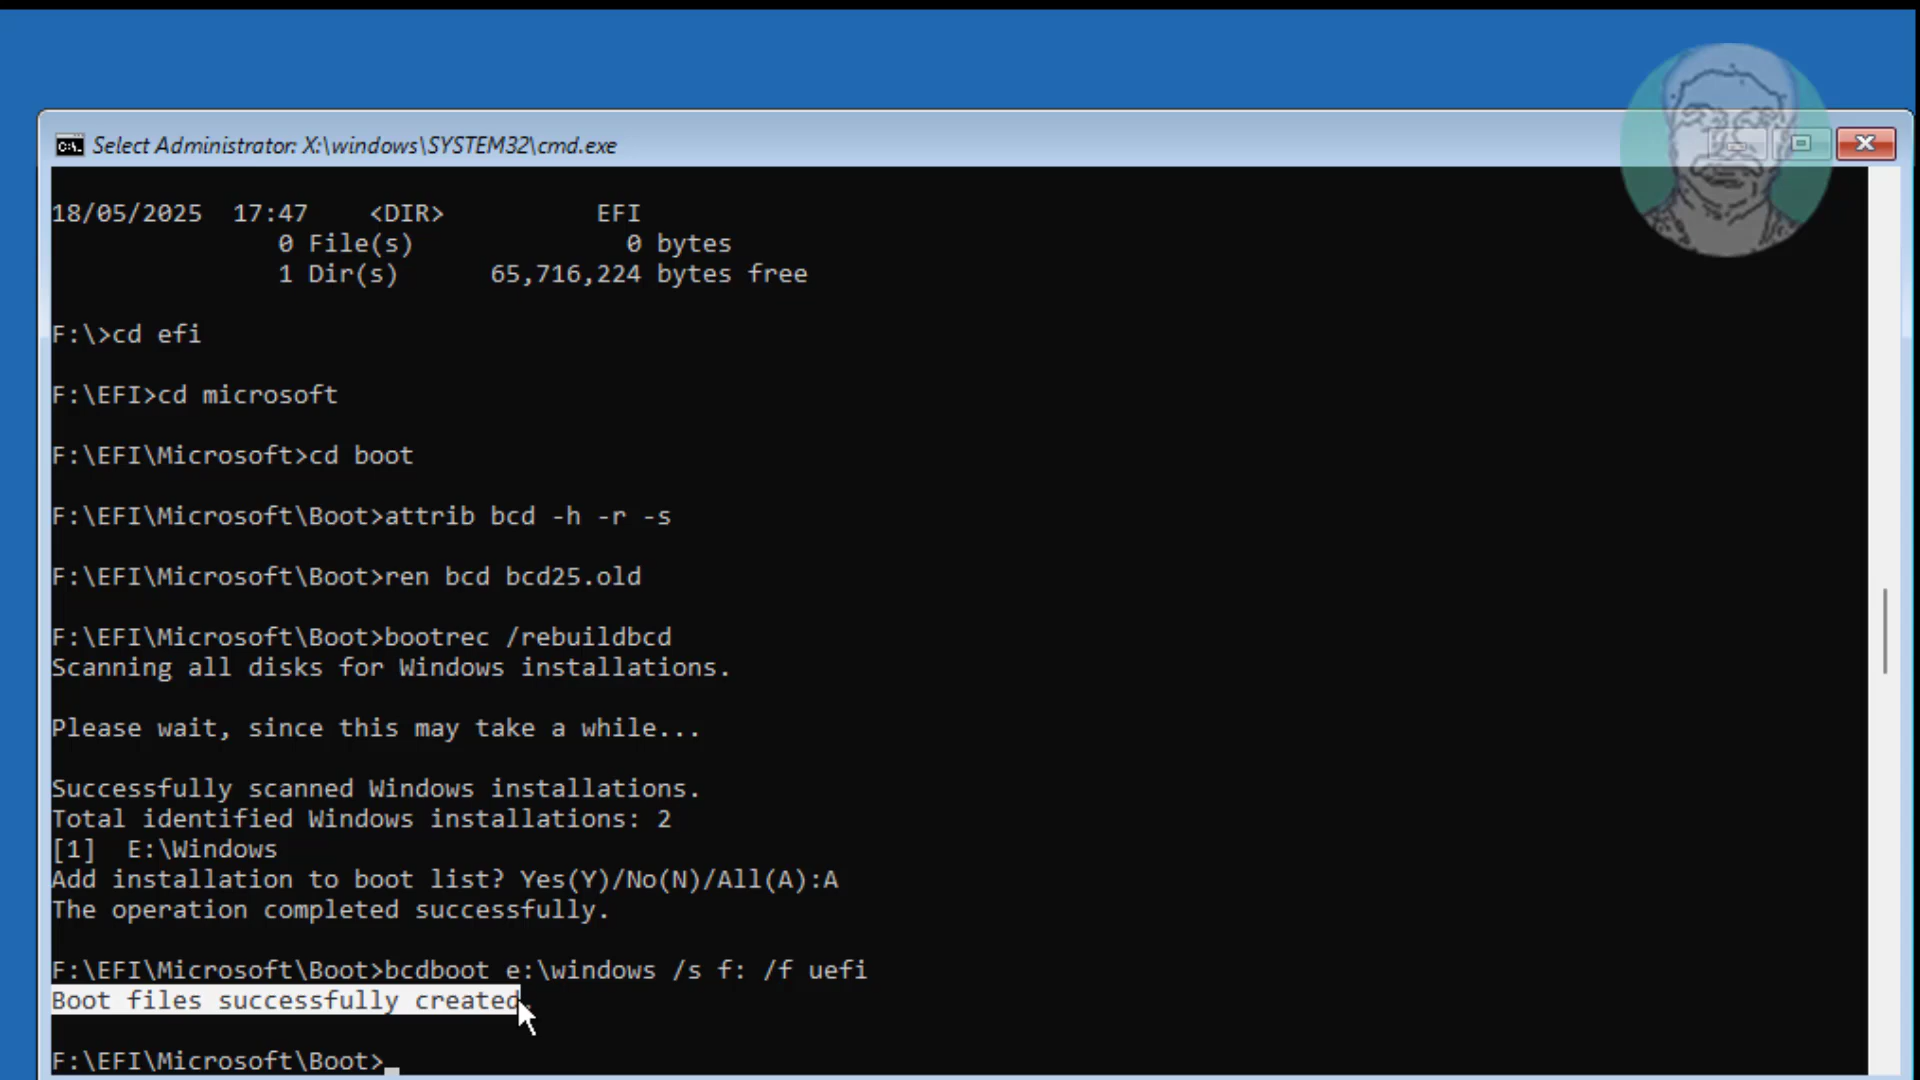 Select Administrator: X:\windows\SYSTEM32\cmd.exe
18/05/2025  17:47    <DIR>          EFI
               0 File(s)              0 bytes
               1 Dir(s)      65,716,224 bytes free
F:\>cd efi
F:\EFI>cd microsoft
F:\EFI\Microsoft>cd boot
F:\EFI\Microsoft\Boot>attrib bcd -h -r -s
F:\EFI\Microsoft\Boot>ren bcd bcd25.old
F:\EFI\Microsoft\Boot>bootrec /rebuildbcd
Scanning all disks for Windows installations.
Please wait, since this may take a while...
Successfully scanned Windows installations.
Total identified Windows installations: 2
[1]  E:\Windows
Add installation to boot list? Yes(Y)/No(N)/All(A):A
The operation completed successfully.
F:\EFI\Microsoft\Boot>bcdboot e:\windows /s f: /f uefi
Boot files successfully created.
F:\EFI\Microsoft\Boot>